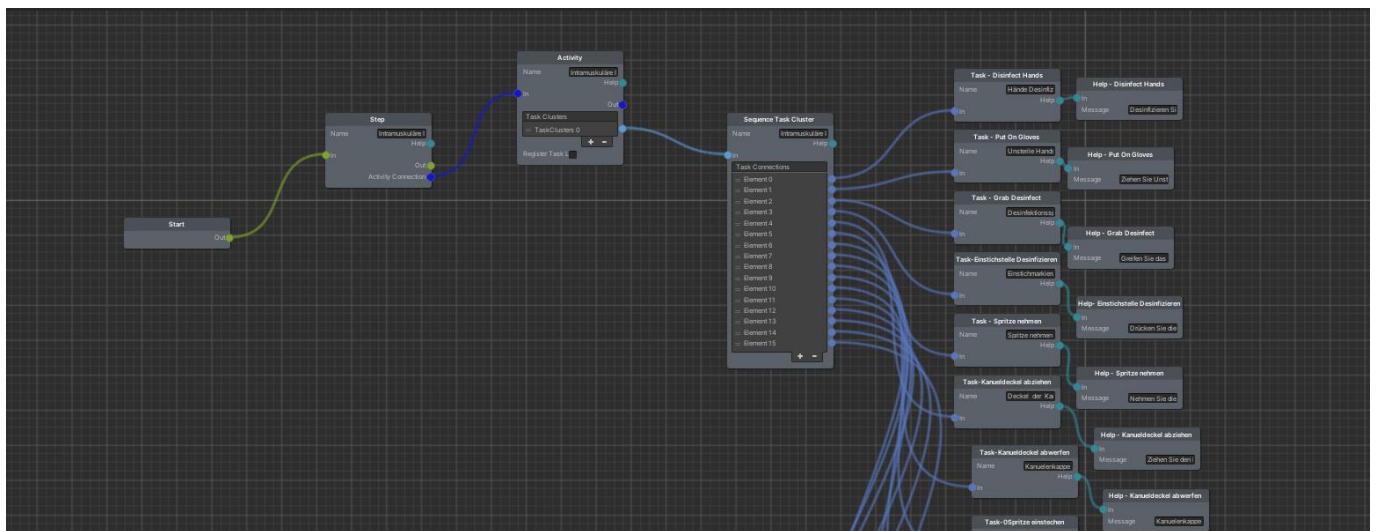 Start
Out
Step
Name Intramuskuläre I
Help
In
Out
Activity Connection
Activity
Name Intramuskuläre I
Help
In
Out
Task Clusters
= TaskClusters 0
+ -
Register Task L
Sequence Task Cluster
Name Intramuskuläre I
Help
In
Task Connections
= Element 0
= Element 1
= Element 2
= Element 3
= Element 4
= Element 5
= Element 6
= Element 7
= Element 8
= Element 9
= Element 10
= Element 11
= Element 12
= Element 13
= Element 14
= Element 15
+ -
Task - Disinfect Hands
Name Hände Desinfiz
Help
In
Help - Disinfect Hands
In
Message Desinfizieren Si
Task - Put On Gloves
Name Unsterile Hands
Help
In
Help - Put On Gloves
In
Message Ziehen Sie Unst
Task - Grab Desinfect
Name Desinfektionss
Help
In
Help - Grab Desinfect
In
Message Greifen Sie das
Task-Einstichstelle Desinfizieren
Name Einstichmarkien
Help
In
Help- Einstichstelle Desinfizieren
In
Message Drücken Sie die
Task - Spritze nehmen
Name Spritze nehmen
Help
In
Help - Spritze nehmen
In
Message Nehmen Sie die
Task-Kanueldeckel abziehen
Name Deckel der Ka
Help
In
Help - Kanueldeckel abziehen
In
Message Ziehen Sie den
Task-Kanueldeckel abwerfen
Name Kanuelenkappe
Help
In
Help - Kanueldeckel abwerfen
In
Message Kanuelenkappe
Task-OSpritze einstechen